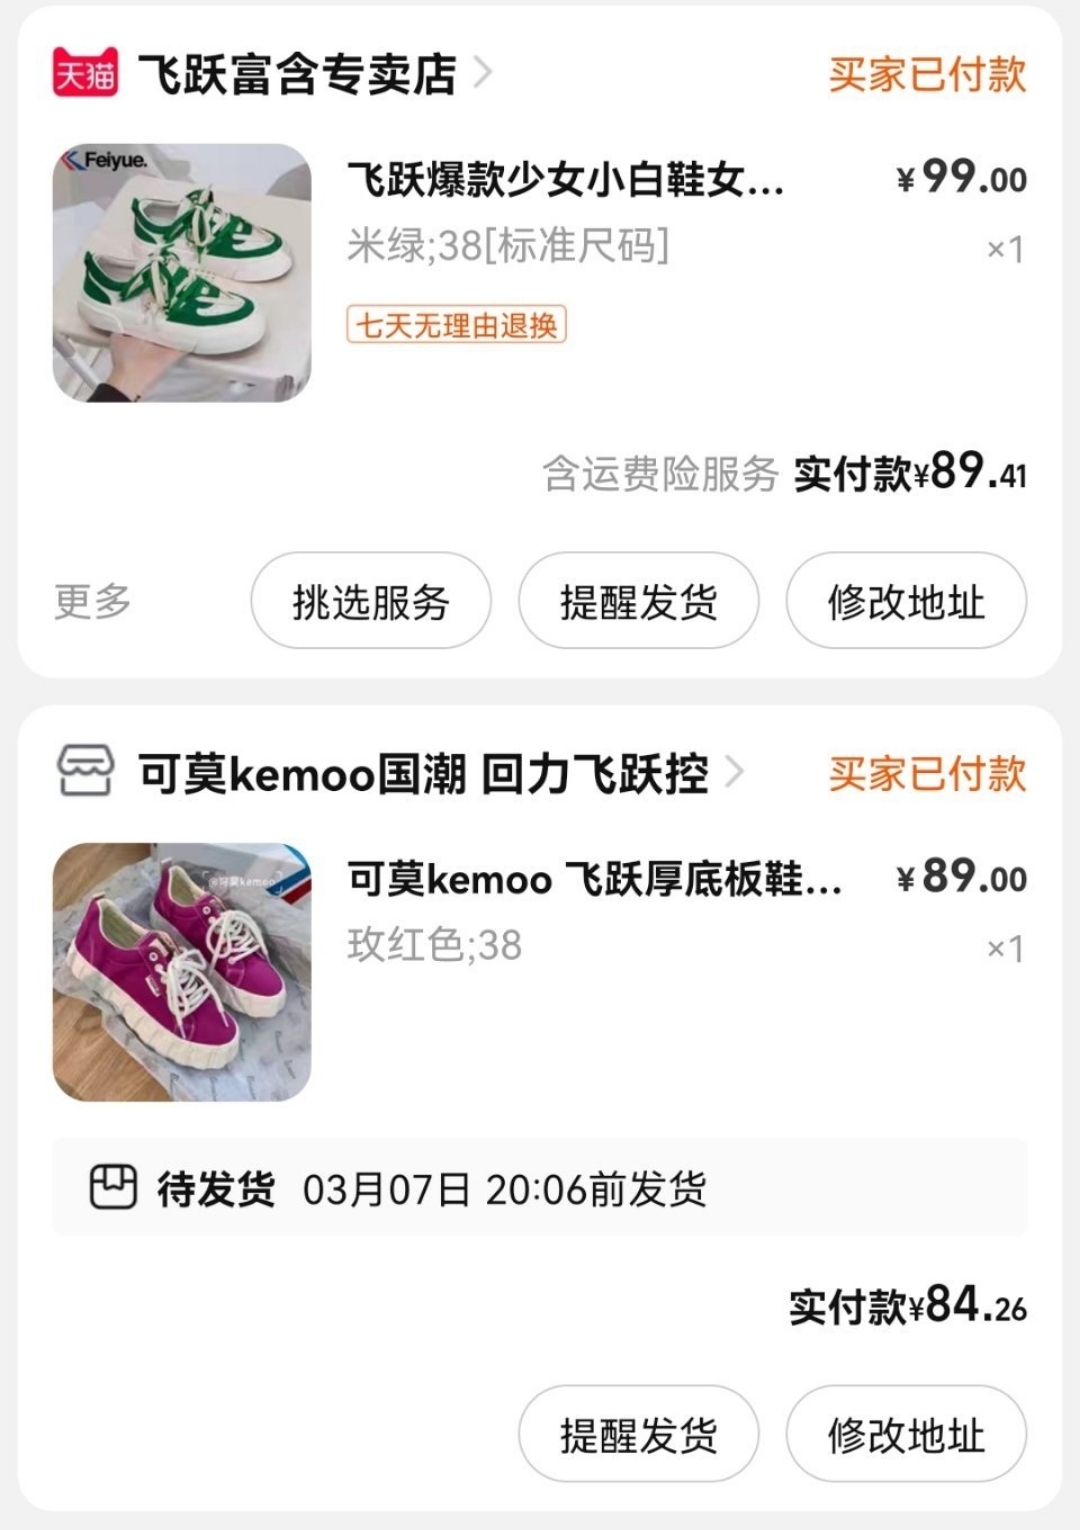 天猫 飞跃富含专卖店 买家已付款
Feiyue.
飞跃爆款少女小白鞋女... ¥99.00
米绿;38[标准尺码] ×1
七天无理由退换
含运费险服务 实付款¥89.41
更多 挑选服务 提醒发货 修改地址
可莫kemoo国潮 回力飞跃控 买家已付款
@可莫kemoo
可莫kemoo 飞跃厚底板鞋... ¥89.00
玫红色;38 ×1
待发货 03月07日 20:06前发货
实付款¥84.26
提醒发货 修改地址